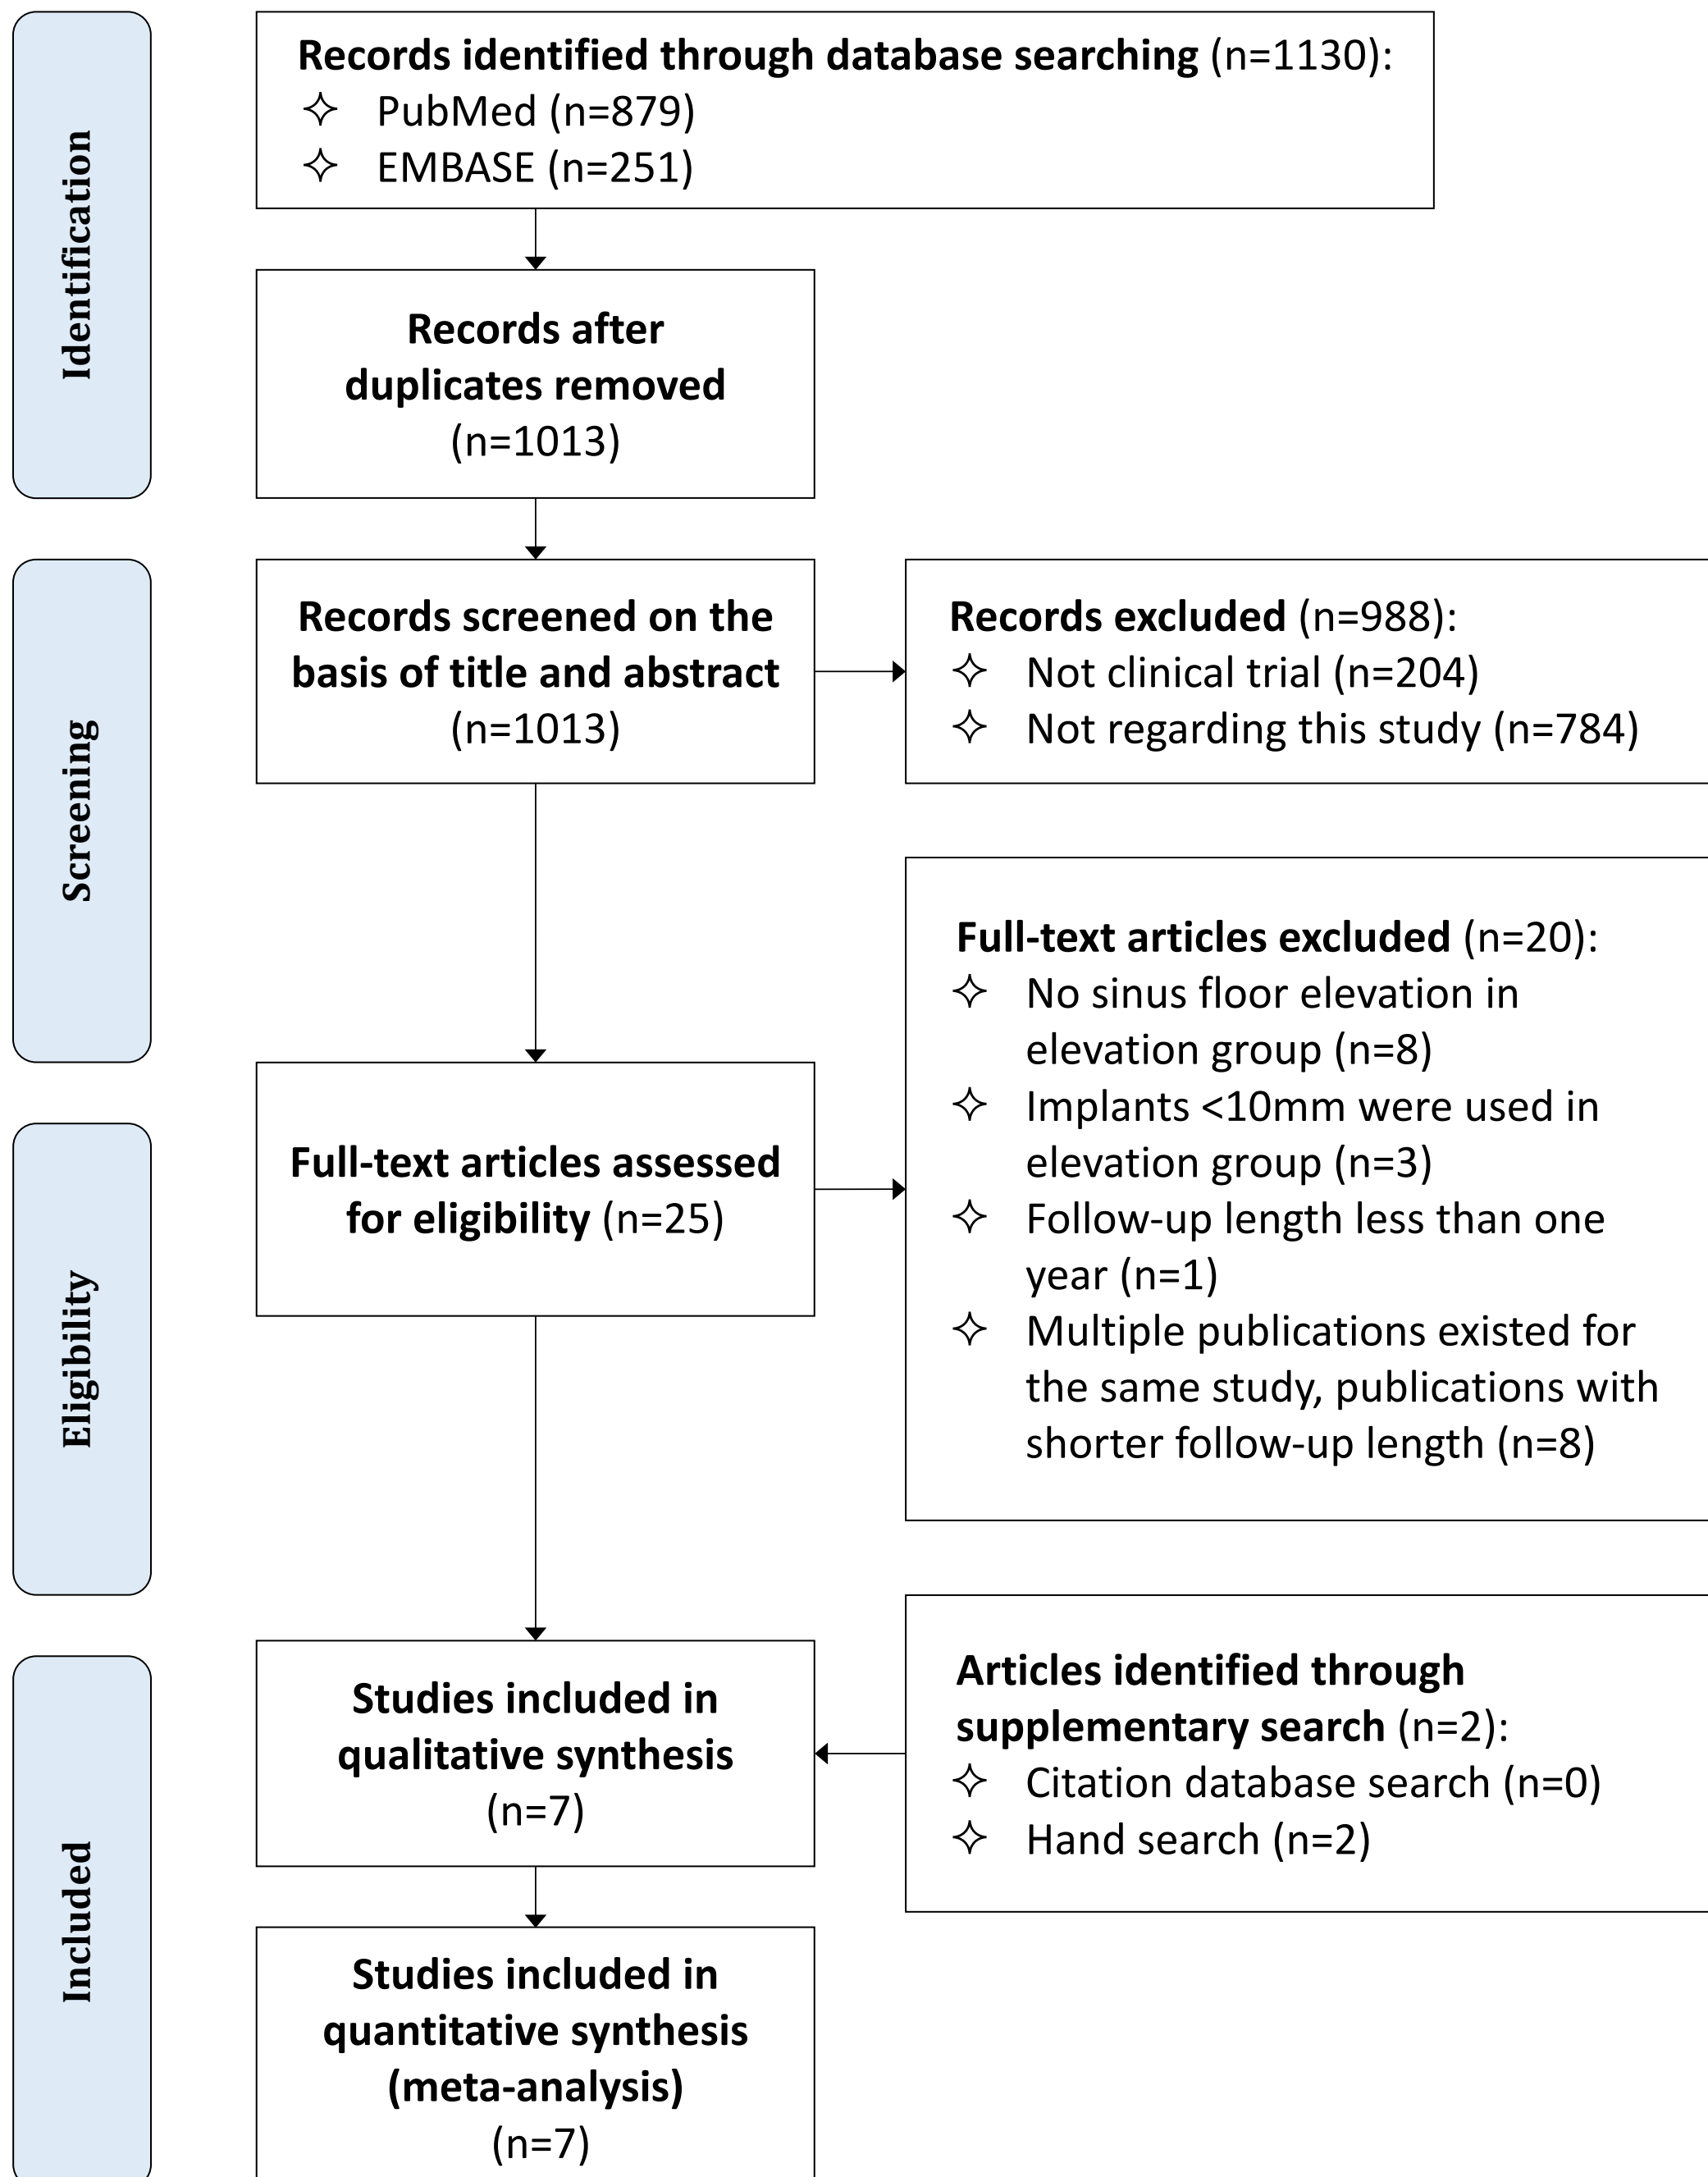 Identification
Records identified through database searching (n=1130):
✧ PubMed (n=879)
✧ EMBASE (n=251)
Records after
duplicates removed
(n=1013)
Screening
Records screened on the
basis of title and abstract
(n=1013)
Records excluded (n=988):
✧ Not clinical trial (n=204)
✧ Not regarding this study (n=784)
Eligibility
Full-text articles assessed
for eligibility (n=25)
Full-text articles excluded (n=20):
✧ No sinus floor elevation in
elevation group (n=8)
✧ Implants <10mm were used in
elevation group (n=3)
✧ Follow-up length less than one
year (n=1)
✧ Multiple publications existed for
the same study, publications with
shorter follow-up length (n=8)
Included
Studies included in
qualitative synthesis
(n=7)
Articles identified through
supplementary search (n=2):
✧ Citation database search (n=0)
✧ Hand search (n=2)
Studies included in
quantitative synthesis
(meta-analysis)
(n=7)